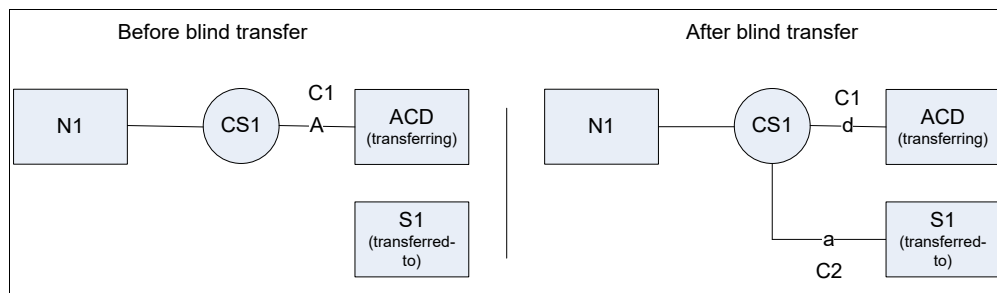 Before blind transfer
After blind transfer
N1
CS1
C1
A
ACD
(transferring)
S1
(transferred-
to)
N1
CS1
C1
d
ACD
(transferring)
a
C2
S1
(transferred-
to)